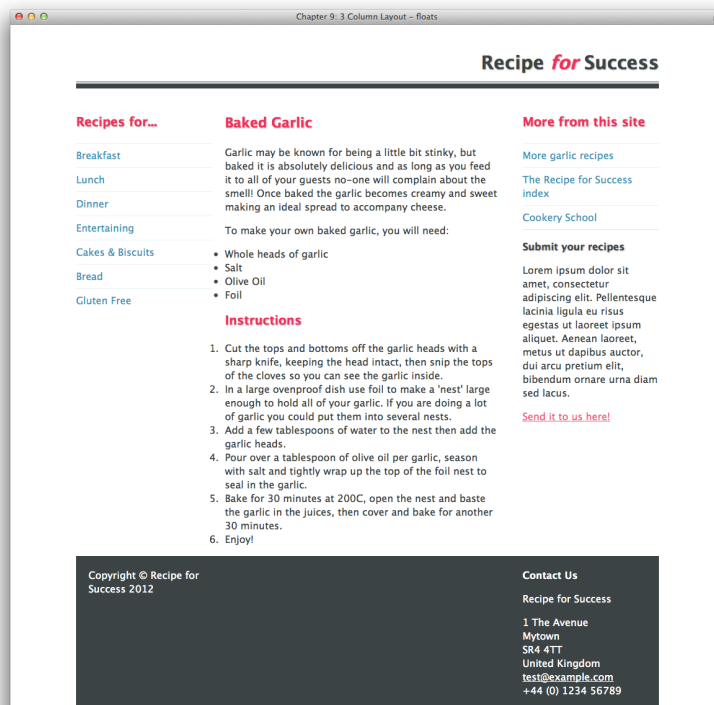 Chapter 9: 3 Column Layout – floats
Recipe for Success
Recipes for...
Breakfast
Lunch
Dinner
Entertaining
Cakes & Biscuits
Bread
Gluten Free
Baked Garlic
Garlic may be known for being a little bit stinky, but
baked it is absolutely delicious and as long as you feed
it to all of your guests no-one will complain about the
smell! Once baked the garlic becomes creamy and sweet
making an ideal spread to accompany cheese.
To make your own baked garlic, you will need:
• Whole heads of garlic
• Salt
• Olive Oil
• Foil
Instructions
1. Cut the tops and bottoms off the garlic heads with a
sharp knife, keeping the head intact, then snip the tops
of the cloves so you can see the garlic inside.
2. In a large ovenproof dish use foil to make a 'nest' large
enough to hold all of your garlic. If you are doing a lot
of garlic you could put them into several nests.
3. Add a few tablespoons of water to the nest then add the
garlic heads.
4. Pour over a tablespoon of olive oil per garlic, season
with salt and tightly wrap up the top of the foil nest to
seal in the garlic.
5. Bake for 30 minutes at 200C, open the nest and baste
the garlic in the juices, then cover and bake for another
30 minutes.
6. Enjoy!
More from this site
More garlic recipes
The Recipe for Success
index
Cookery School
Submit your recipes
Lorem ipsum dolor sit
amet, consectetur
adipiscing elit. Pellentesque
lacinia ligula eu risus
egestas ut laoreet ipsum
aliquet. Aenean laoreet,
metus ut dapibus auctor,
dui arcu pretium elit,
bibendum ornare urna diam
sed lacus.
Send it to us here!
Copyright © Recipe for
Success 2012
Contact Us
Recipe for Success
1 The Avenue
Mytown
SR4 4TT
United Kingdom
test@example.com
+44 (0) 1234 56789